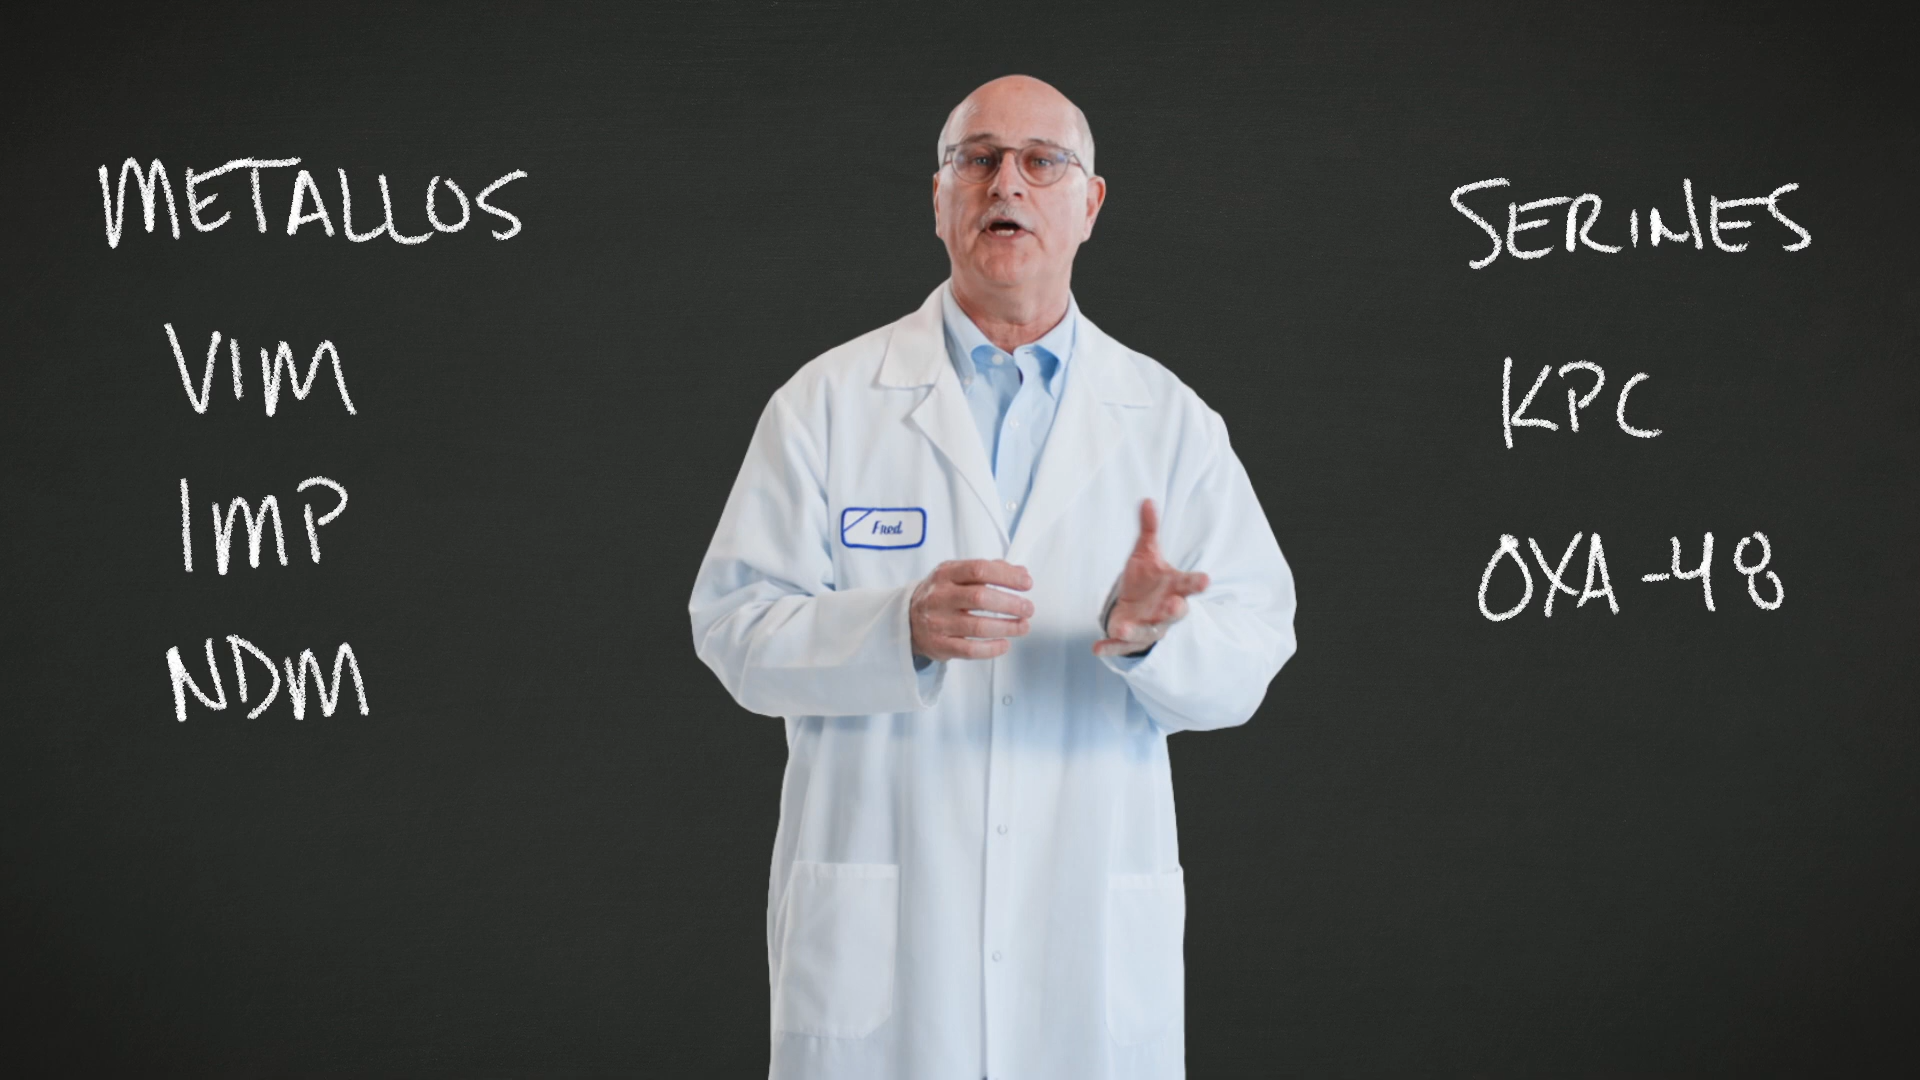 METALLOS
VIM
IMP
NDM
Fred
SERINES
KPC
OXA-48